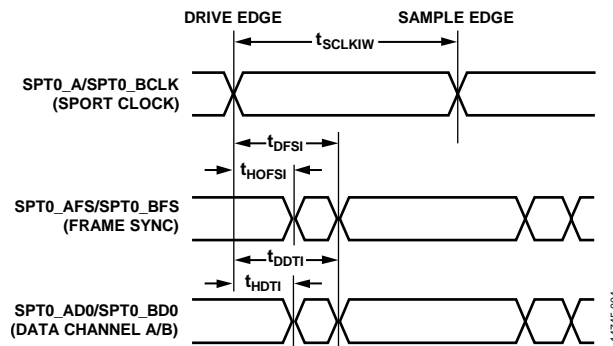 DRIVE EDGE SAMPLE EDGE
tSCLKIW
SPT0_A/SPT0_BCLK
(SPORT CLOCK)
tDFSI
tHOFSI
SPT0_AFS/SPT0_BFS
(FRAME SYNC)
tDDTI
tHDTI
SPT0_AD0/SPT0_BD0
(DATA CHANNEL A/B)